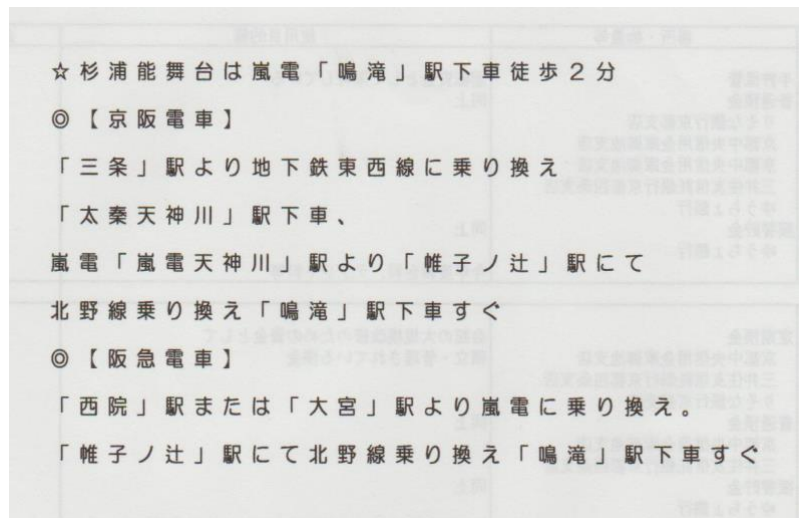 ☆杉浦能舞台は嵐電「鳴滝」駅下車徒歩2分
◎【京阪電車】
「三条」駅より地下鉄東西線に乗り換え
「太秦天神川」駅下車、
嵐電「嵐電天神川」駅より「帷子ノ辻」駅にて
北野線乗り換え「鳴滝」駅下車すぐ
◎【阪急電車】
「西院」駅または「大宮」駅より嵐電に乗り換え。
「帷子ノ辻」駅にて北野線乗り換え「鳴滝」駅下車すぐ